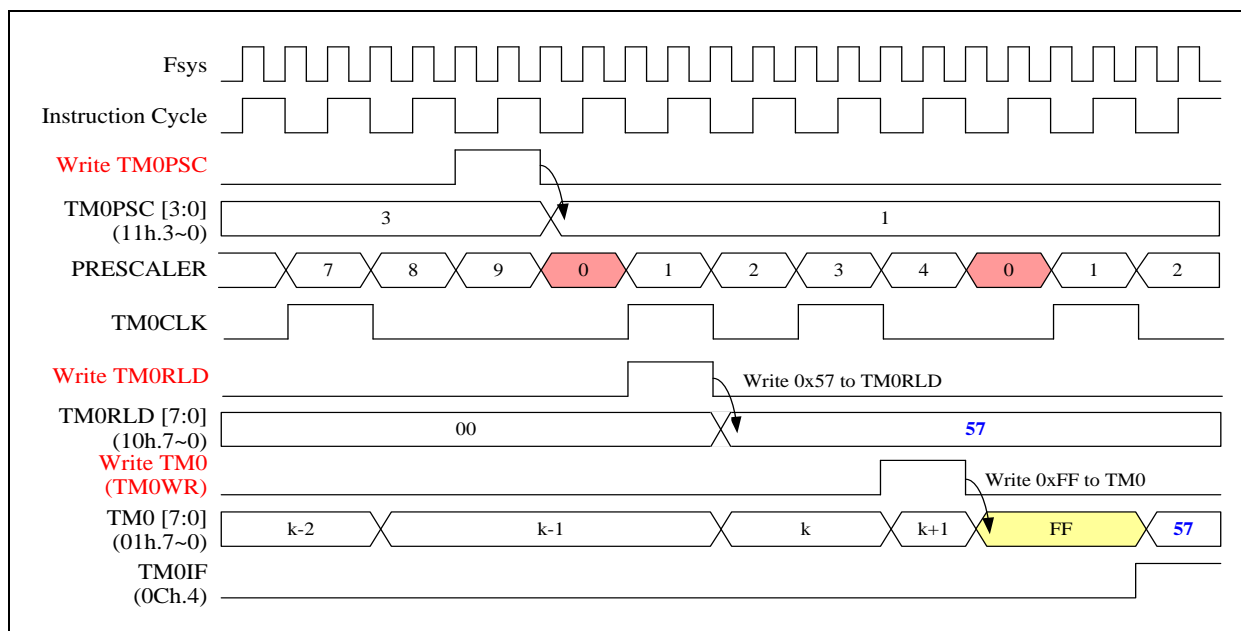 Fsys
Instruction Cycle
Write TM0PSC
TM0PSC [3:0]
(11h.3~0)
3
1
PRESCALER
7
8
9
0
1
2
3
4
0
1
2
TM0CLK
Write TM0RLD
Write 0x57 to TM0RLD
TM0RLD [7:0]
(10h.7~0)
00
57
Write TM0
(TM0WR)
Write 0xFF to TM0
TM0 [7:0]
(01h.7~0)
k-2
k-1
k
k+1
FF
57
TM0IF
(0Ch.4)